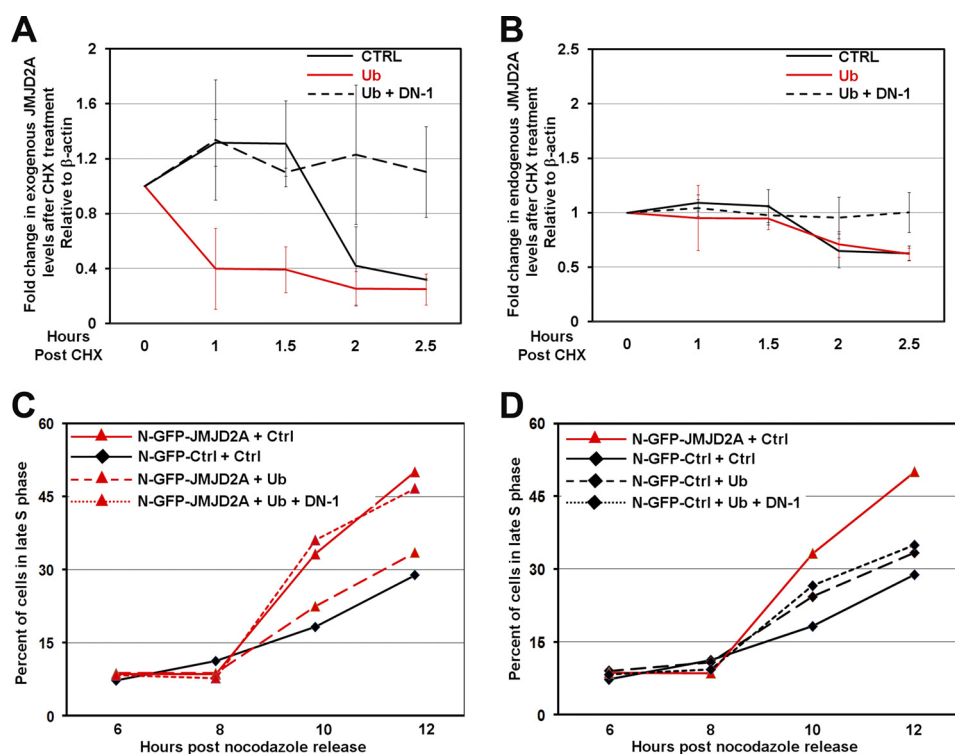 A
Fold change in exogenous JMJD2A
levels after CHX treatment
Relative to β-actin
2
1.6
1.2
0.8
0.4
0
CTRL
Ub
Ub + DN-1
Hours
Post CHX
0 1 1.5 2 2.5
B
Fold change in endogenous JMJD2A
levels after CHX treatment
Relative to β-actin
2.5
2
1.5
1
0.5
0
CTRL
Ub
Ub + DN-1
Hours
Post CHX
0 1 1.5 2 2.5
C
Percent of cells in late S phase
60
45
30
15
0
N-GFP-JMJD2A + Ctrl
N-GFP-Ctrl + Ctrl
N-GFP-JMJD2A + Ub
N-GFP-JMJD2A + Ub + DN-1
6 8 10 12
Hours post nocodazole release
D
Percent of cells in late S phase
60
45
30
15
0
N-GFP-JMJD2A + Ctrl
N-GFP-Ctrl + Ctrl
N-GFP-Ctrl + Ub
N-GFP-Ctrl + Ub + DN-1
6 8 10 12
Hours post nocodazole release